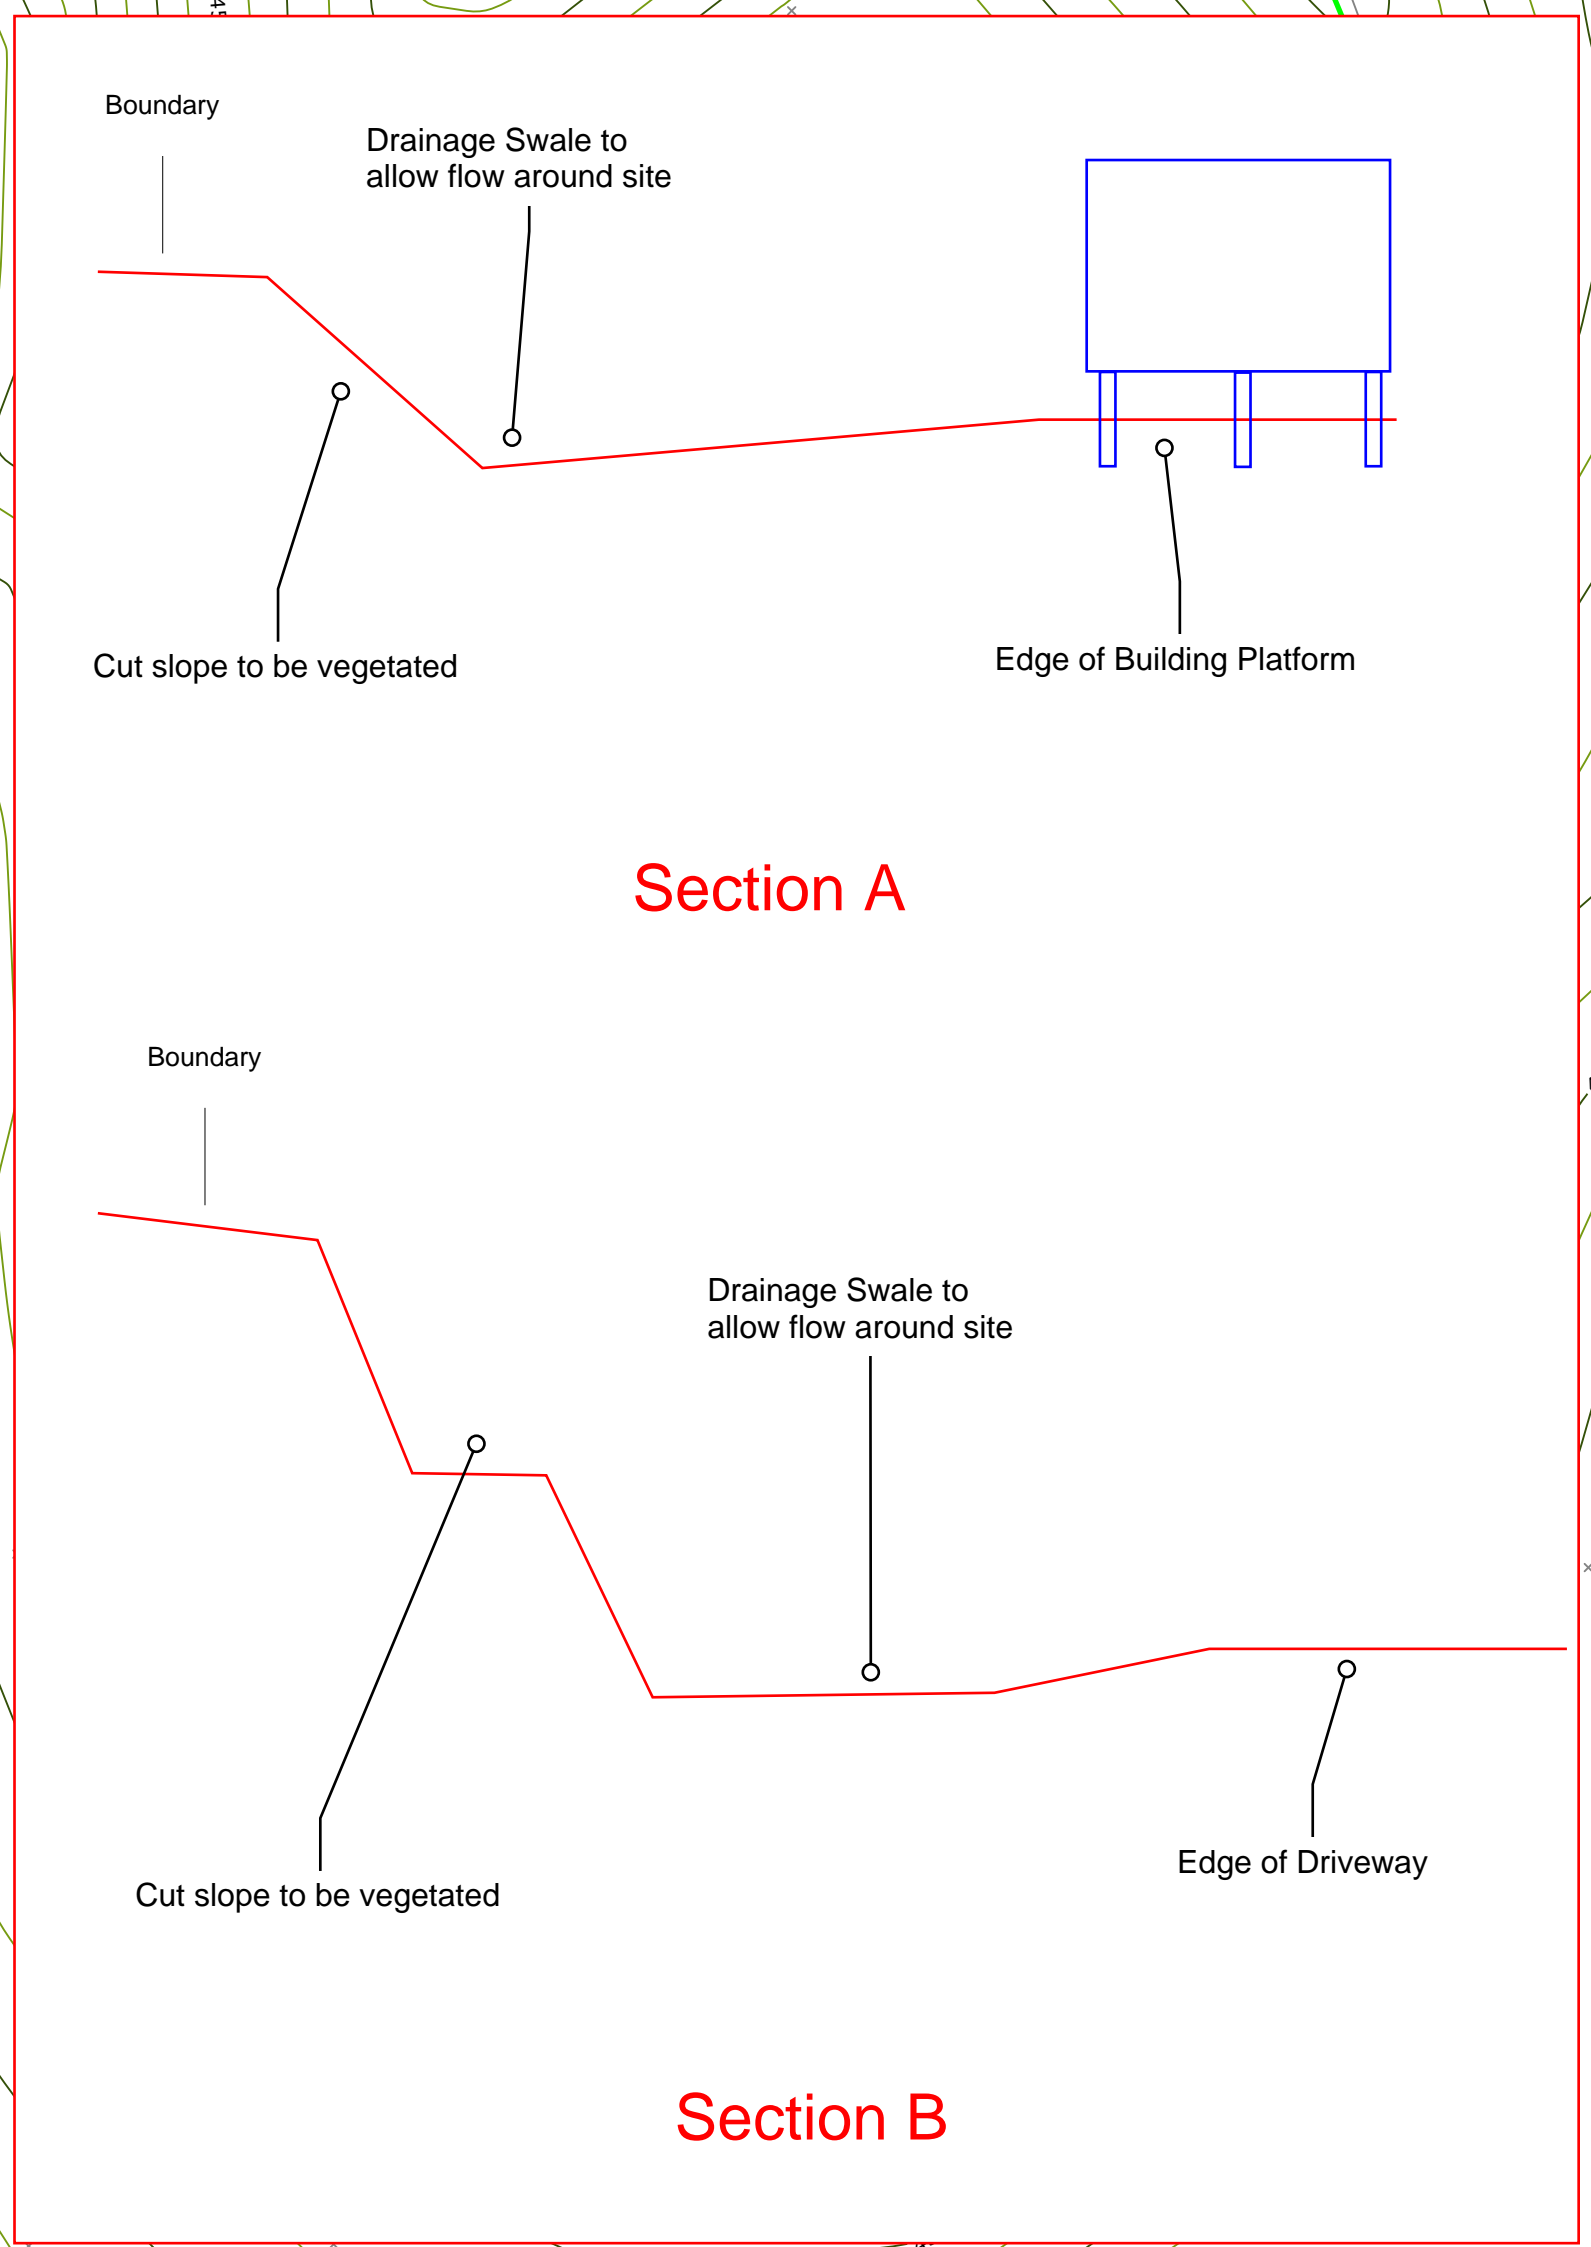 Boundary
Drainage Swale to
allow flow around site
Cut slope to be vegetated
Edge of Building Platform
Section A
Boundary
Drainage Swale to
allow flow around site
Cut slope to be vegetated
Edge of Driveway
Section B